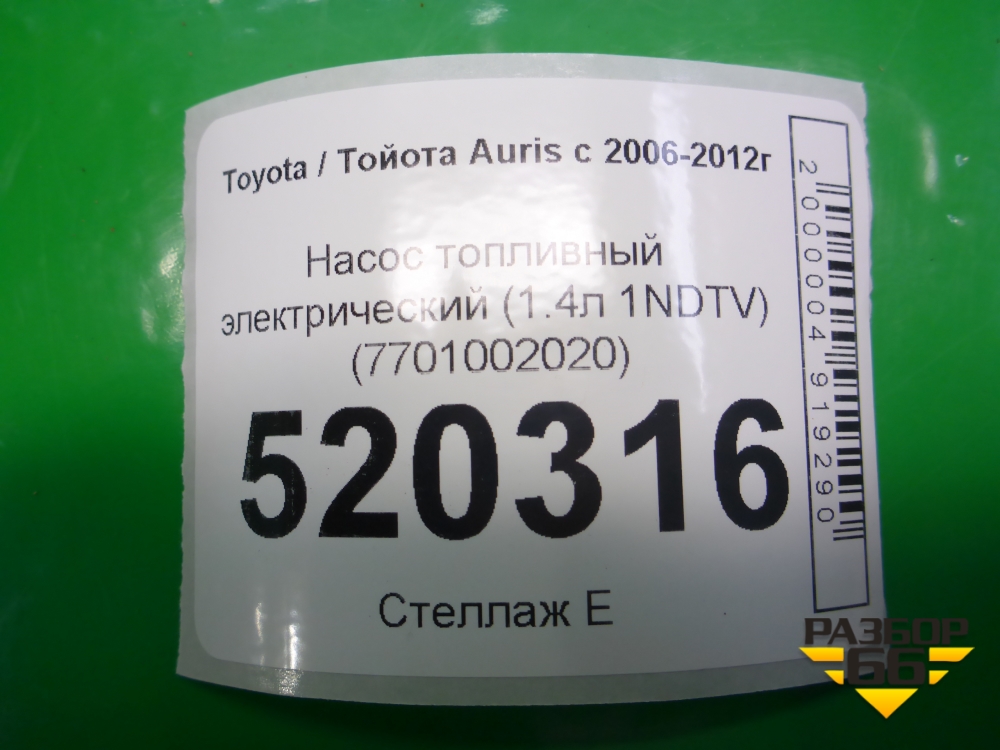 Toyota / Тойота Auris с 2006-2012г
Насос топливный
электрический (1.4л 1NDTV)
(7701002020)
520316
Стеллаж Е
2000004919290
РАЗБОР
66